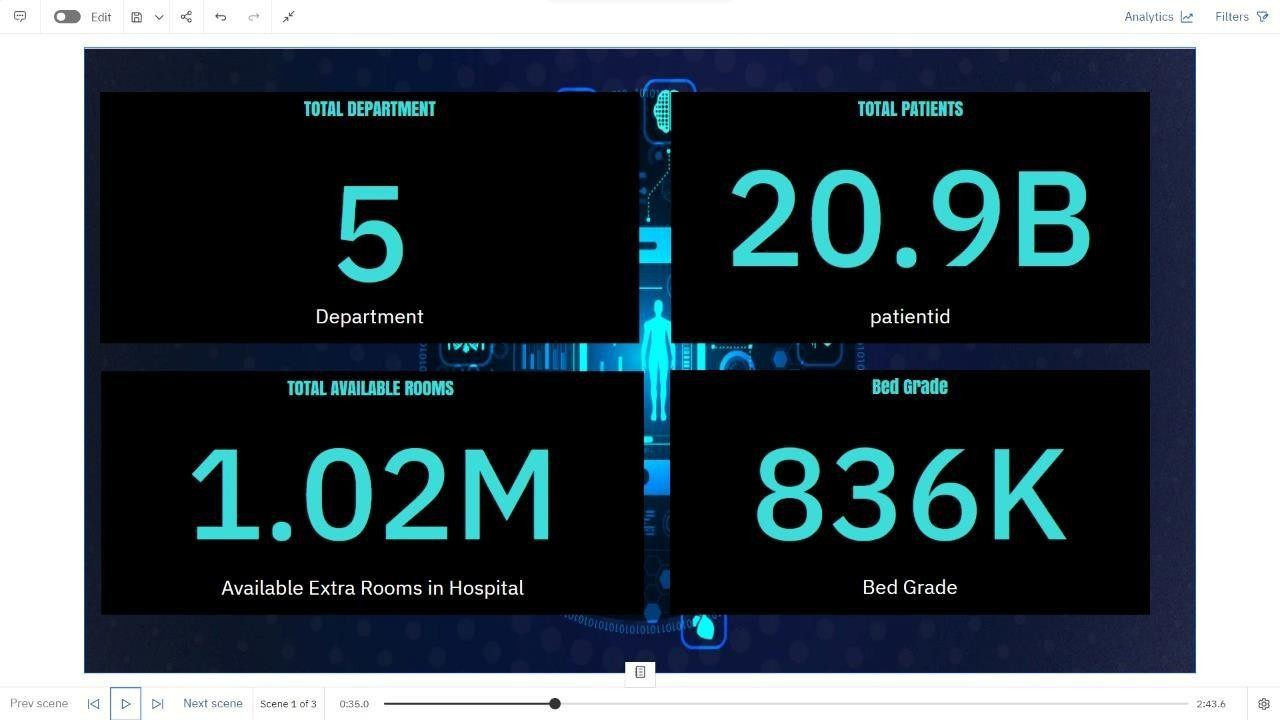 Edit
Analytics
Filters
TOTAL DEPARTMENT
5
Department
TOTAL PATIENTS
20.9B
patientid
TOTAL AVAILABLE ROOMS
1.02M
Available Extra Rooms in Hospital
Bed Grade
836K
Bed Grade
Prev scene
Next scene
Scene 1 of 3
0:35.0
2:43.6